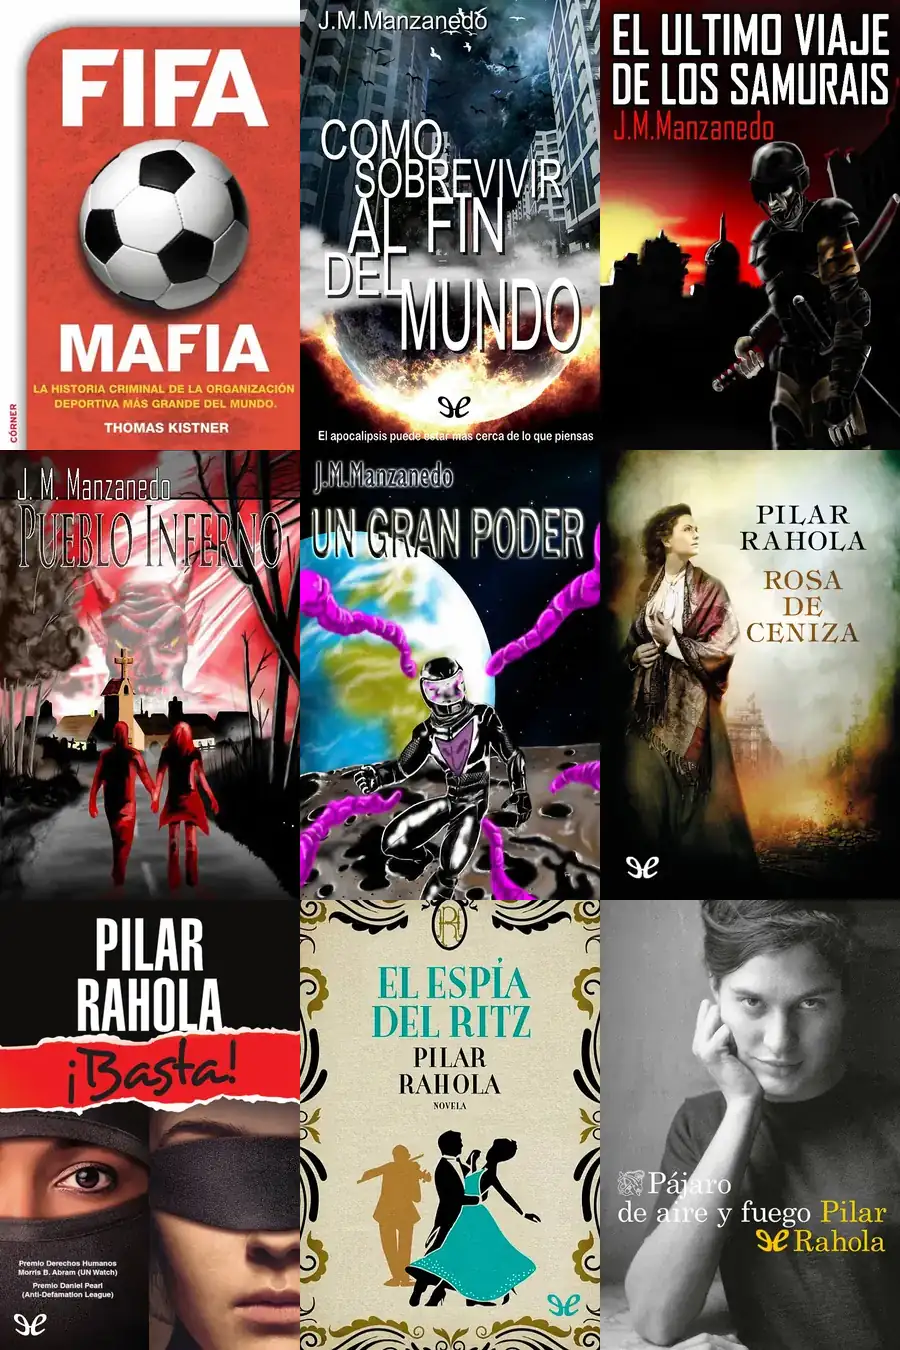 FIFA
MAFIA
LA HISTORIA CRIMINAL DE LA ORGANIZACIÓN
DEPORTIVA MÁS GRANDE DEL MUNDO.
THOMAS KISTNER
CÓRNER
J.M.Manzanedo
COMO
SOBREVIVIR
AL FIN
DEL
MUNDO
El apocalipsis puede estar mas cerca de lo que piensas
EL ULTIMO VIAJE
DE LOS SAMURAIS
J.M.Manzanedo
J. M. Manzanedo
PUEBLO INFERNO
J.M.Manzanedo
UN GRAN PODER
PILAR
RAHOLA
ROSA
DE
CENIZA
PILAR
RAHOLA
¡Basta!
Premio Derechos Humanos
Morris B. Abram (UN Watch)
Premio Daniel Pearl
(Anti-Defamation League)
EL ESPÍA
DEL RITZ
PILAR
RAHOLA
NOVELA
Pájaro
de aire y fuego Pilar
Rahola